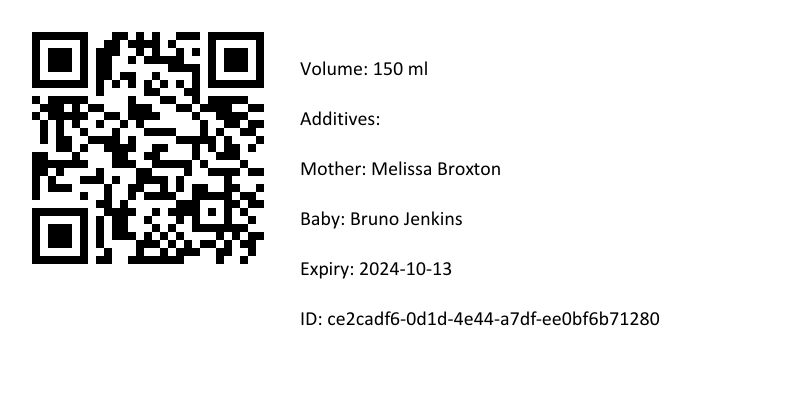 Volume: 150 ml
Additives:
Mother: Melissa Broxton
Baby: Bruno Jenkins
Expiry: 2024-10-13
ID: ce2cadf6-0d1d-4e44-a7df-ee0bf6b71280